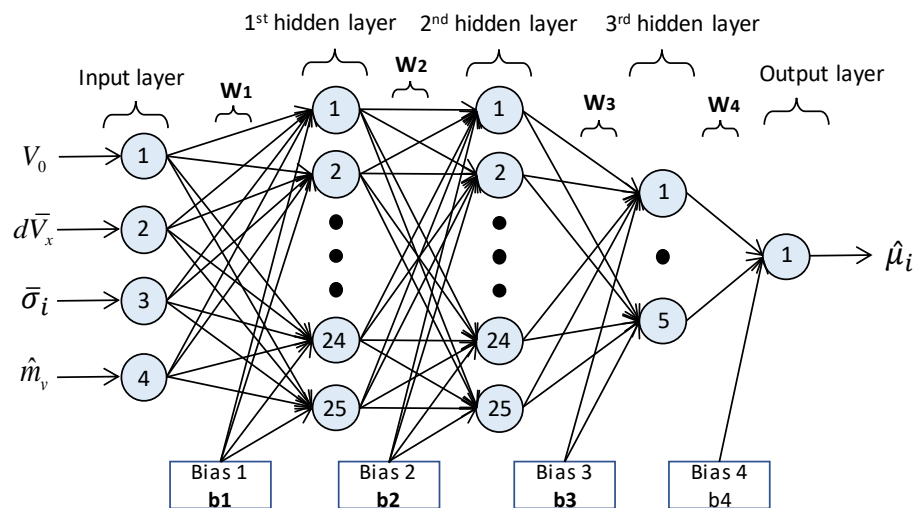 1st hidden layer 2nd hidden layer 3rd hidden layer
Input layer W1 W2 W3 W4 Output layer
V₀ 1 1 1
dV̄ₓ 2 2 2 1
σ̄ᵢ 3 1 μ̂ᵢ
m̂ᵥ 4 24 24 5
25 25
Bias 1 Bias 2 Bias 3 Bias 4
b1 b2 b3 b4